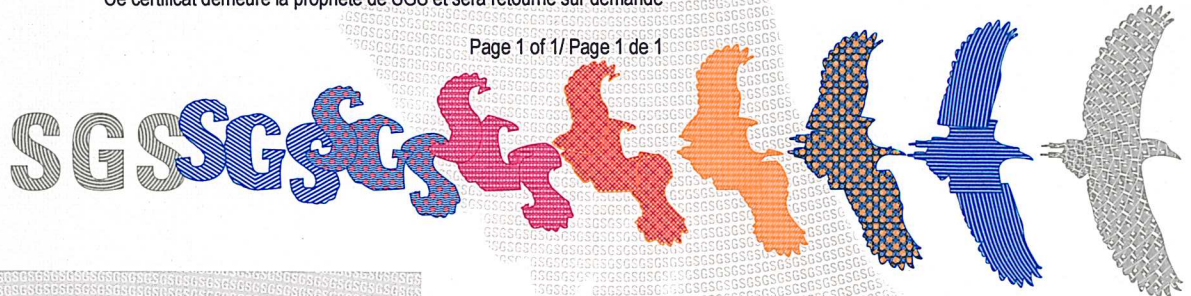 Ce certificat demeure la propriété de SGS et sera retourné sur demande
Page 1 of 1/ Page 1 de 1
SGS SGS SGS